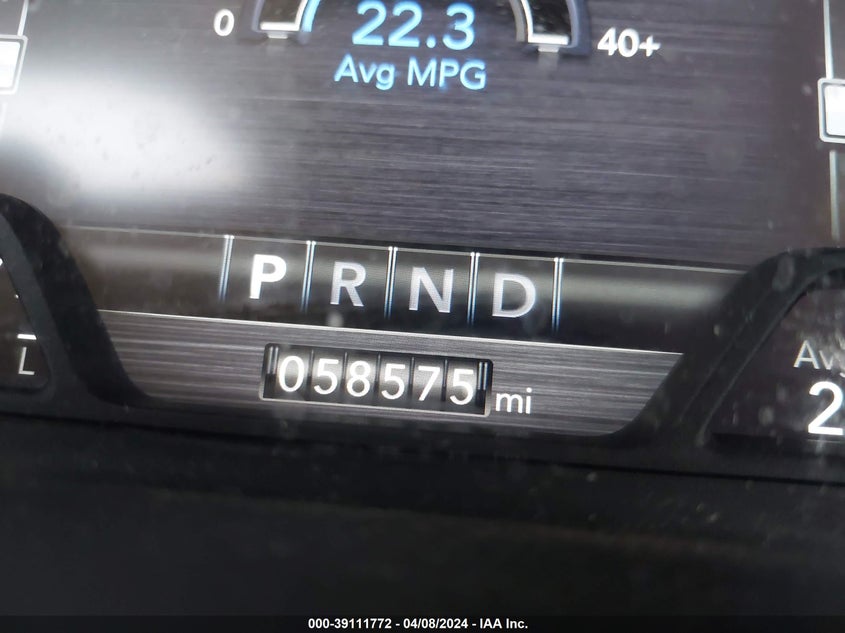 0
22.3
40+
Avg MPG
P R N D
058575 mi
L
000-39111772 - 04/08/2024 - IAA Inc.